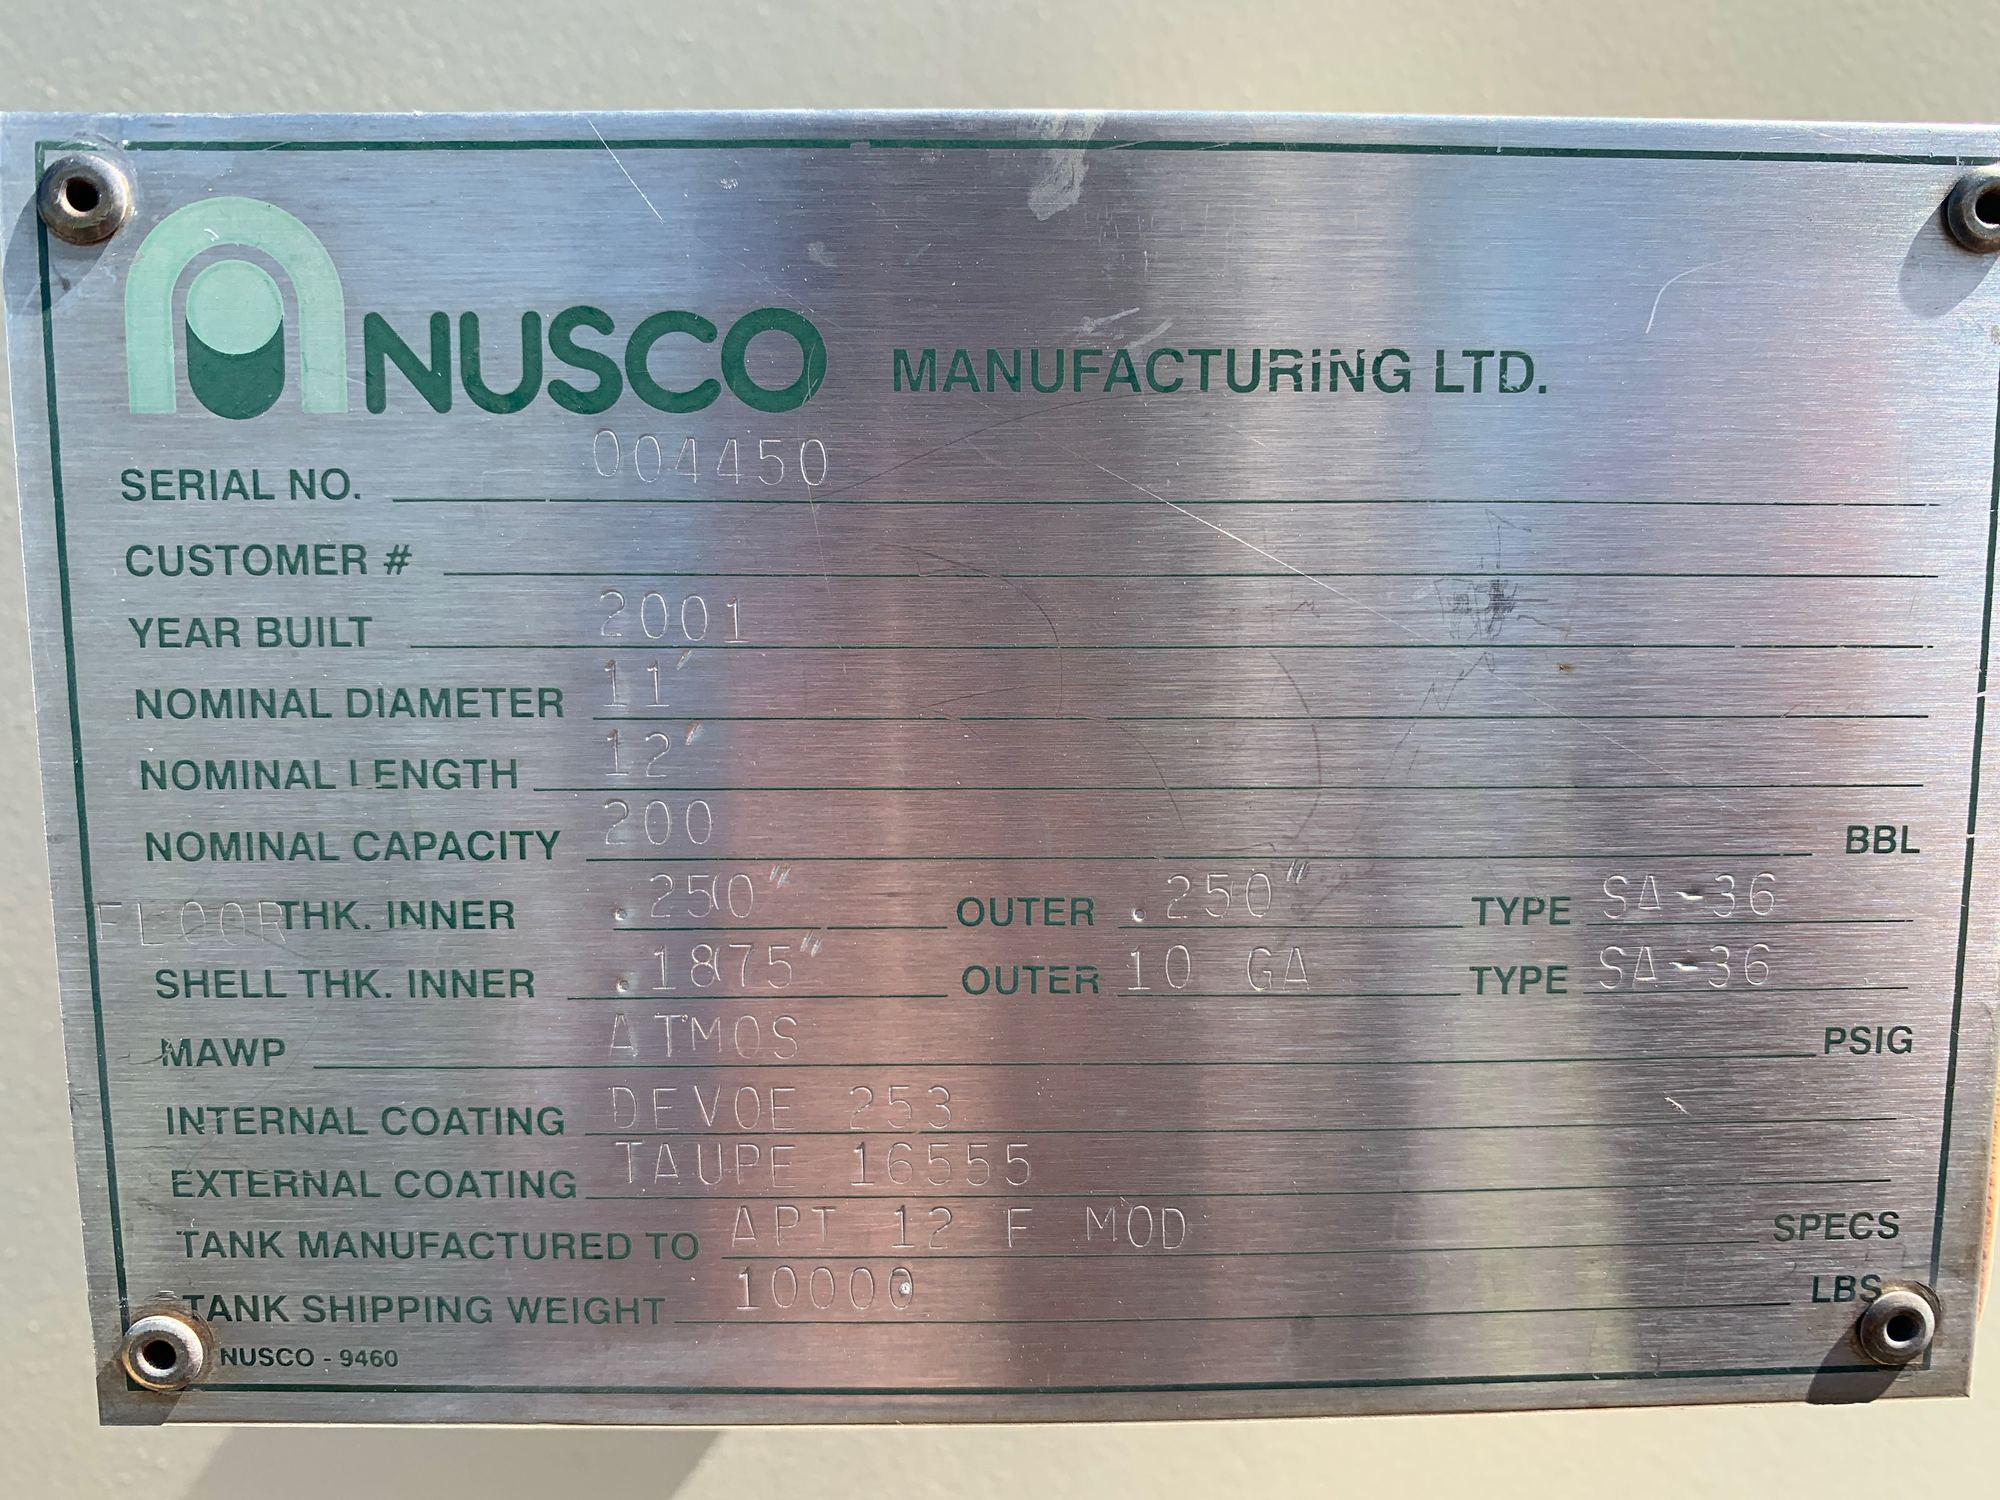 NUSCO MANUFACTURING LTD.
SERIAL NO. 004450
CUSTOMER #
YEAR BUILT 2001
NOMINAL DIAMETER 11'
NOMINAL LENGTH 12'
NOMINAL CAPACITY 200 BBL
FLOOR THK. INNER .250" OUTER .250" TYPE SA-36
SHELL THK. INNER .1875" OUTER 10 GA TYPE SA-36
MAWP ATMOS PSIG
INTERNAL COATING DEVOE 253
EXTERNAL COATING TAUPE 16555
TANK MANUFACTURED TO API 12 F MOD SPECS
TANK SHIPPING WEIGHT 10000 LBS
NUSCO - 9460